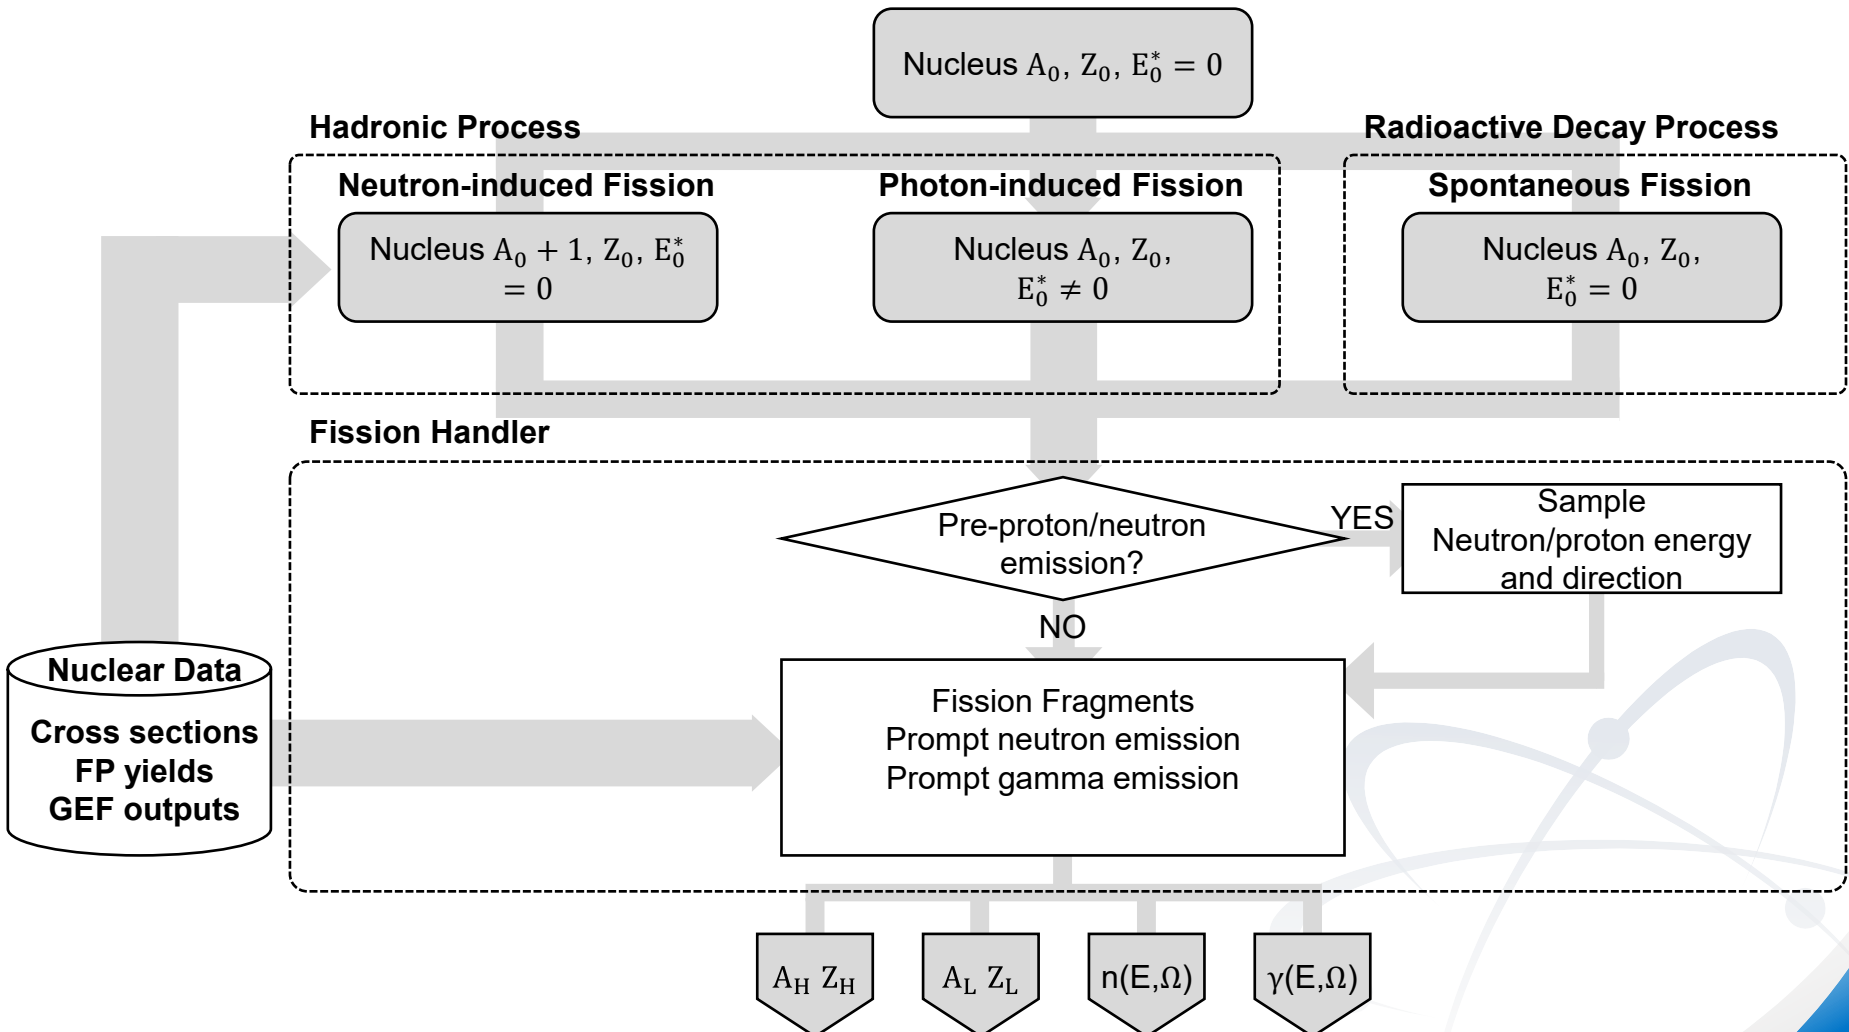 Nucleus A₀, Z₀, E₀* = 0
Hadronic Process
Radioactive Decay Process
Neutron-induced Fission
Photon-induced Fission
Spontaneous Fission
Nucleus A₀ + 1, Z₀, E₀*
= 0
Nucleus A₀, Z₀,
E₀* ≠ 0
Nucleus A₀, Z₀,
E₀* = 0
Fission Handler
Pre-proton/neutron
emission?
YES
Sample
Neutron/proton energy
and direction
NO
Nuclear Data
Cross sections
FP yields
GEF outputs
Fission Fragments
Prompt neutron emission
Prompt gamma emission
A_H Z_H
A_L Z_L
n(E,Ω)
γ(E,Ω)